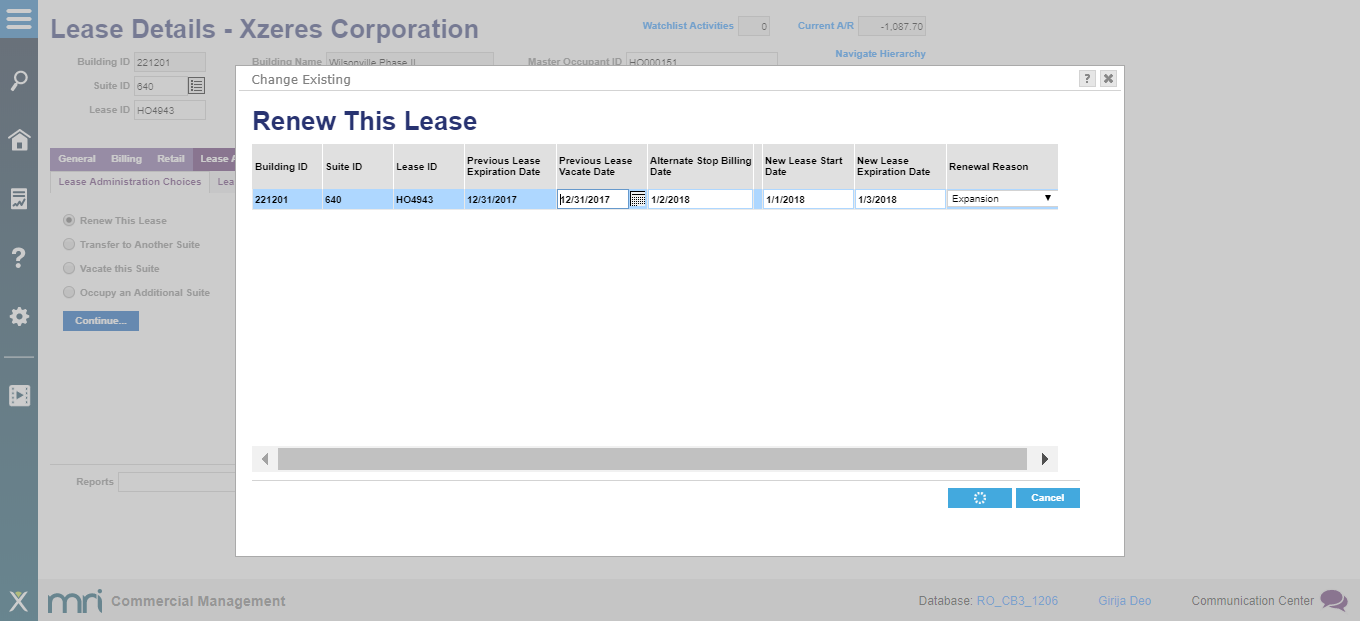 Lease Details - Xzeres Corporation
Watchlist Activities 0 Current A/R -1,087.70
Navigate Hierarchy
Building ID 221201 Building Name Wilsonville Phase II Master Occupant ID HO000151
Suite ID 640
Lease ID HO4943
General Billing Retail Lease A
Lease Administration Choices Lea
Renew This Lease
Transfer to Another Suite
Vacate this Suite
Occupy an Additional Suite
Continue...
Reports
Change Existing ?
Renew This Lease
Building ID Suite ID Lease ID Previous Lease Expiration Date Previous Lease Vacate Date Alternate Stop Billing Date New Lease Start Date New Lease Expiration Date Renewal Reason
221201 640 HO4943 12/31/2017 12/31/2017 1/2/2018 1/1/2018 1/3/2018 Expansion
Cancel
mri Commercial Management Database: RO_CB3_1206 Girija Deo Communication Center